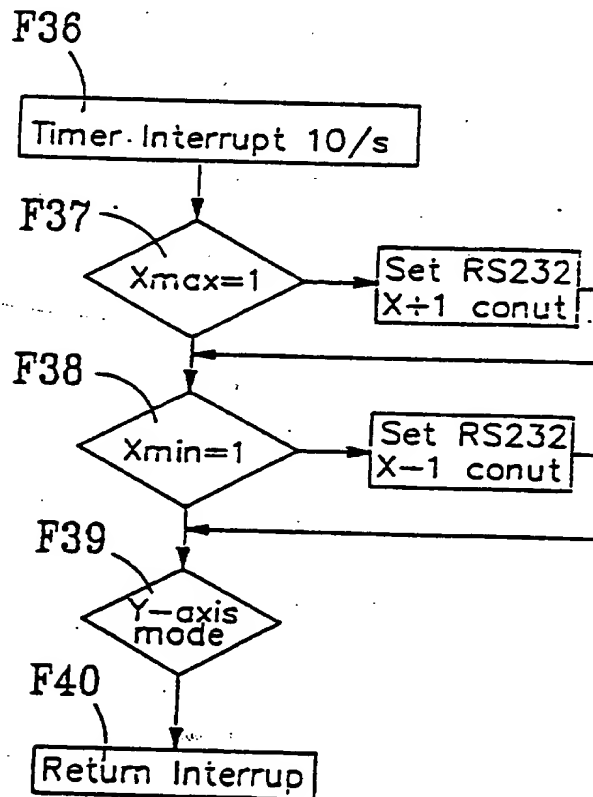 F36
Timer Interrupt 10/s
F37
Xmax=1
Set RS232
X+1 conut
F38
Xmin=1
Set RS232
X-1 conut
F39
Y-axis
mode
F40
Return Interrup